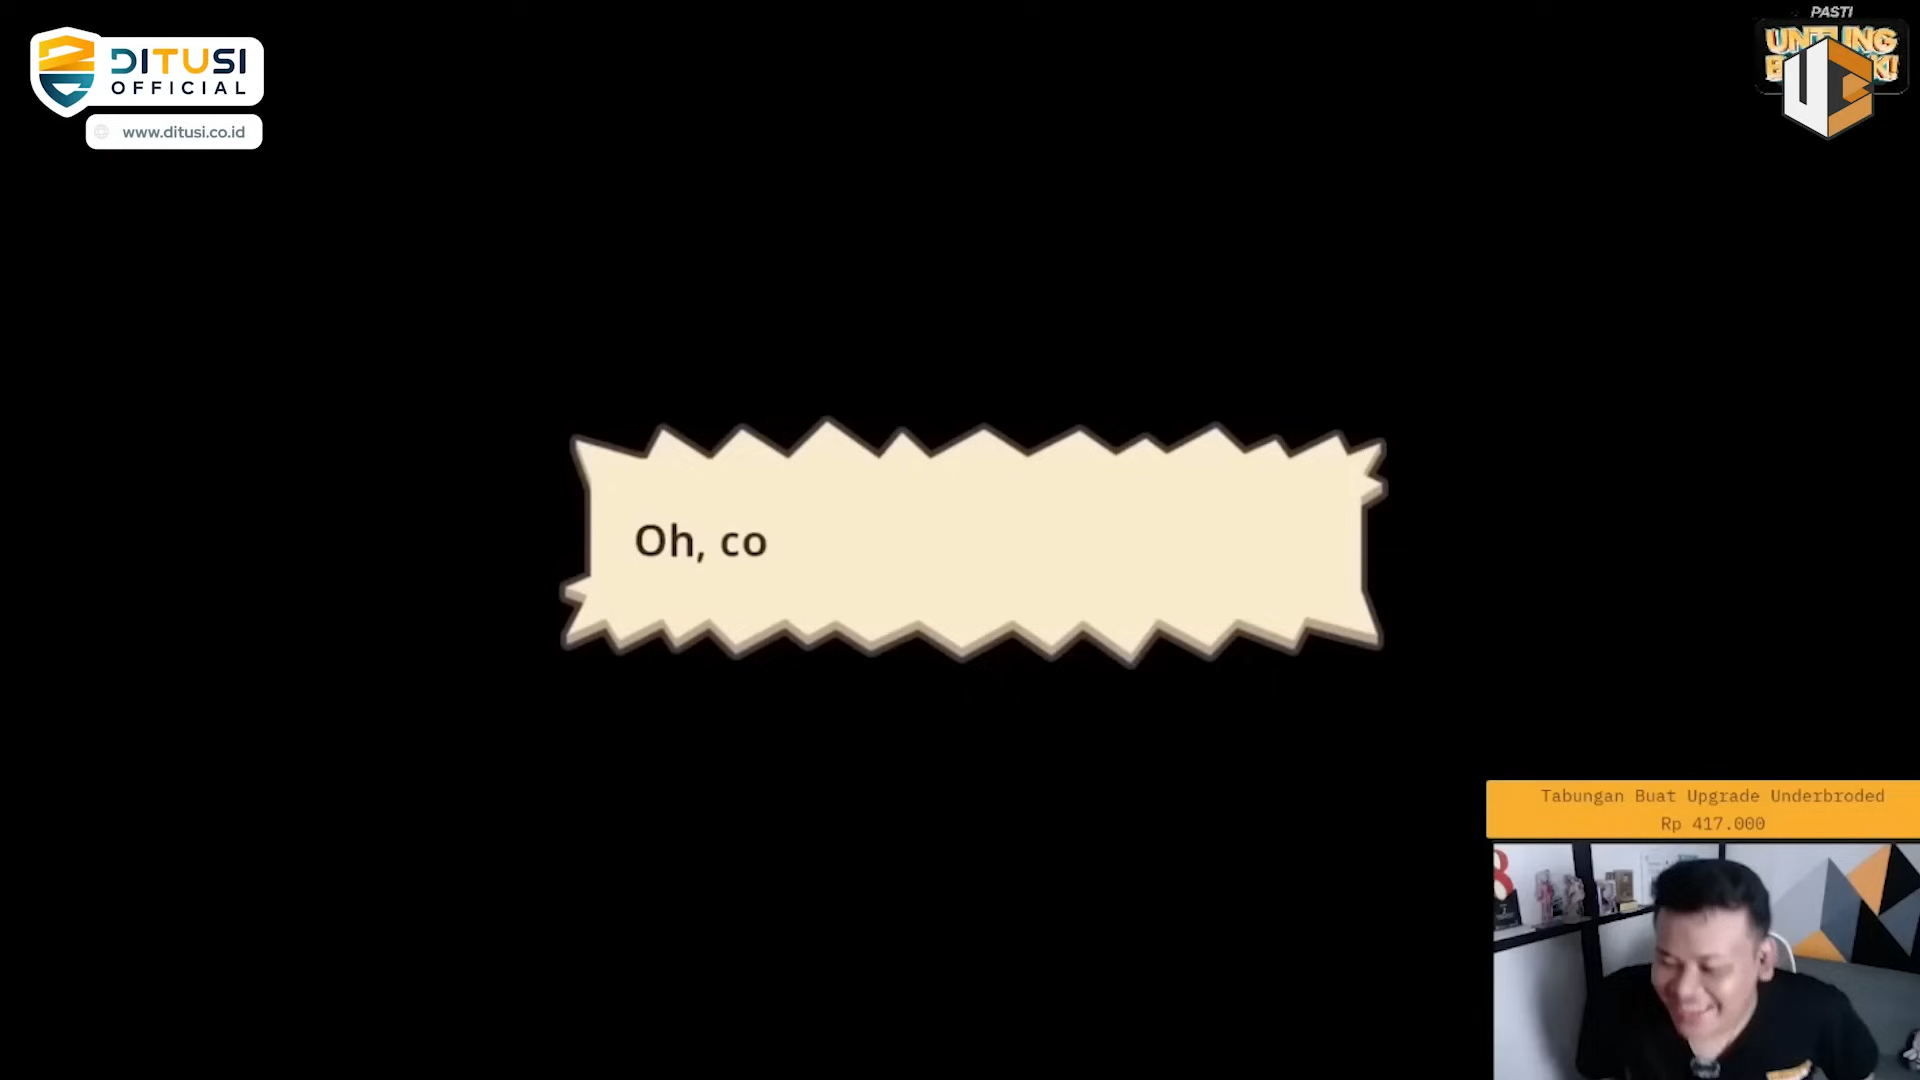 DITUSI
OFFICIAL
www.ditusi.co.id
PASTI
Oh, co
Tabungan Buat Upgrade Underbroded
Rp 417.000